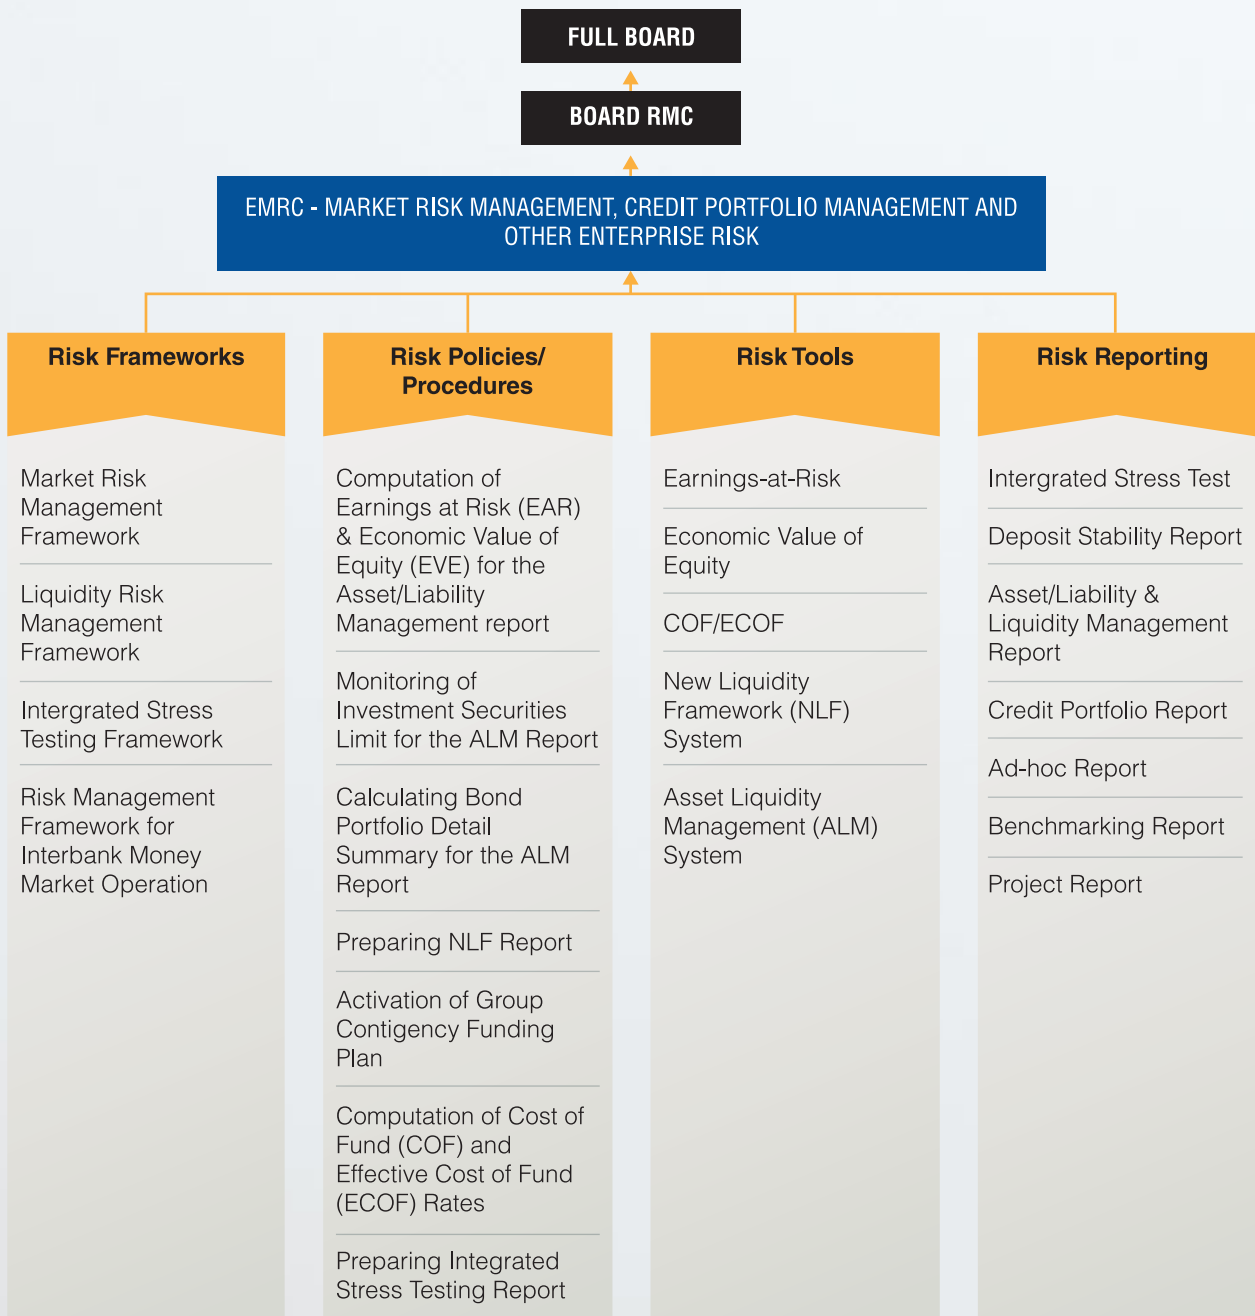 FULL BOARD
BOARD RMC
EMRC - MARKET RISK MANAGEMENT, CREDIT PORTFOLIO MANAGEMENT AND
OTHER ENTERPRISE RISK
Risk Frameworks
Market Risk
Management
Framework
Liquidity Risk
Management
Framework
Intergrated Stress
Testing Framework
Risk Management
Framework for
Interbank Money
Market Operation
Risk Policies/
Procedures
Computation of
Earnings at Risk (EAR)
& Economic Value of
Equity (EVE) for the
Asset/Liability
Management report
Monitoring of
Investment Securities
Limit for the ALM Report
Calculating Bond
Portfolio Detail
Summary for the ALM
Report
Preparing NLF Report
Activation of Group
Contigency Funding
Plan
Computation of Cost of
Fund (COF) and
Effective Cost of Fund
(ECOF) Rates
Preparing Integrated
Stress Testing Report
Risk Tools
Earnings-at-Risk
Economic Value of
Equity
COF/ECOF
New Liquidity
Framework (NLF)
System
Asset Liquidity
Management (ALM)
System
Risk Reporting
Intergrated Stress Test
Deposit Stability Report
Asset/Liability &
Liquidity Management
Report
Credit Portfolio Report
Ad-hoc Report
Benchmarking Report
Project Report